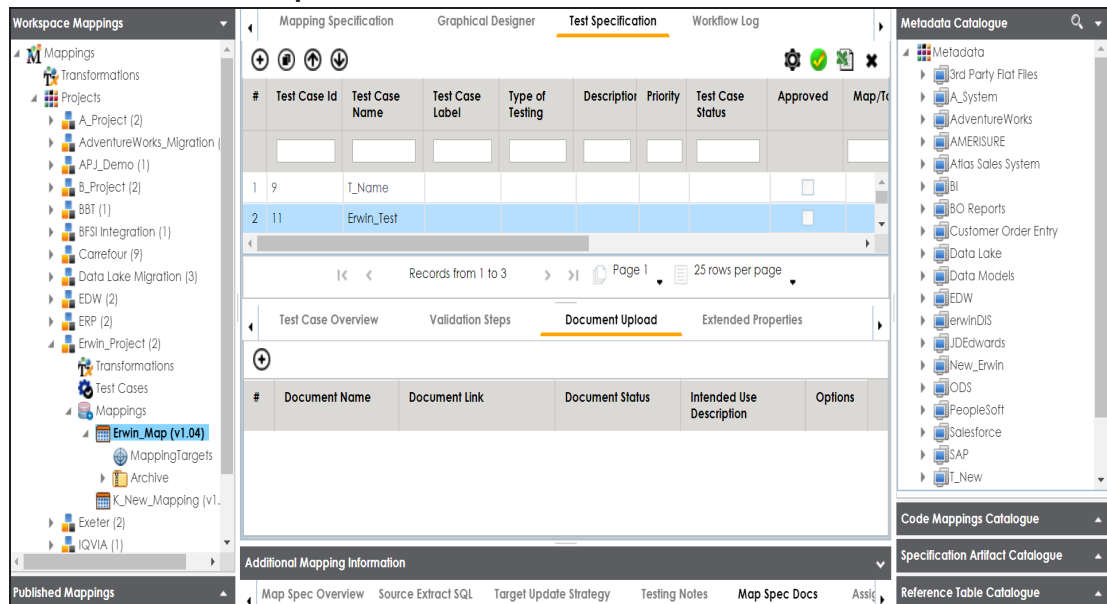 Workspace Mappings
Mappings
Transformations
Projects
A_Project (2)
AdventureWorks_Migration (
APJ_Demo (1)
B_Project (2)
BBT (1)
BFSI Integration (1)
Carrefour (9)
Data Lake Migration (3)
EDW (2)
ERP (2)
Erwin_Project (2)
Transformations
Test Cases
Mappings
Erwin_Map (v1.04)
MappingTargets
Archive
K_New_Mapping (v1.
Exeter (2)
IQVIA (1)
Published Mappings
Mapping Specification Graphical Designer Test Specification Workflow Log
# Test Case Id Test Case Name Test Case Label Type of Testing Description Priority Test Case Status Approved Map/To
1 9 T_Name
2 11 Erwin_Test
Records from 1 to 3 Page 1 25 rows per page
Test Case Overview Validation Steps Document Upload Extended Properties
# Document Name Document Link Document Status Intended Use Description Options
Additional Mapping Information
Map Spec Overview Source Extract SQL Target Update Strategy Testing Notes Map Spec Docs Assig
Metadata Catalogue
Metadata
3rd Party Flat Files
A_System
AdventureWorks
AMERISURE
Atlas Sales System
BI
BO Reports
Customer Order Entry
Data Lake
Data Models
EDW
erwinDIS
JDEdwards
New_Erwin
ODS
PeopleSoft
Salesforce
SAP
T_New
Code Mappings Catalogue
Specification Artifact Catalogue
Reference Table Catalogue